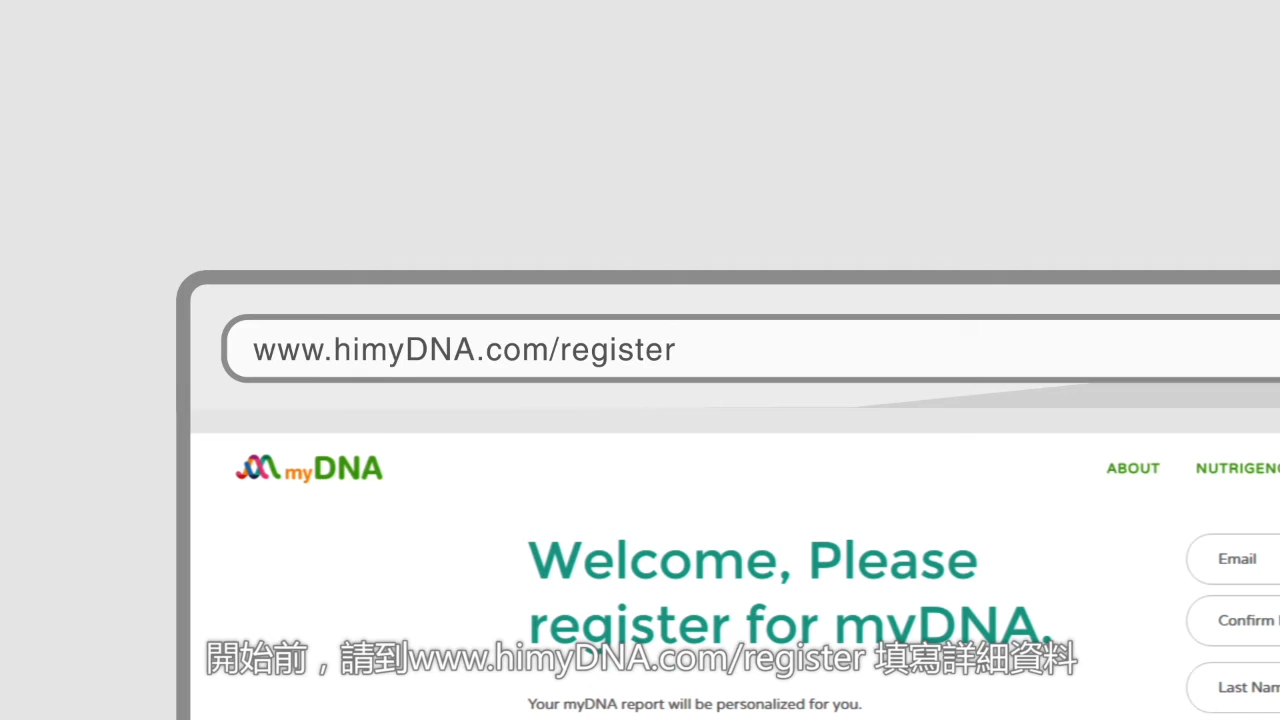 www.himyDNA.com/register
myDNA
ABOUT NUTRIGENO
Welcome, Please
register for myDNA.
Email
Confirm
開始前，請到www.himyDNA.com/register 填寫詳細資料
Last Nam
Your myDNA report will be personalized for you.